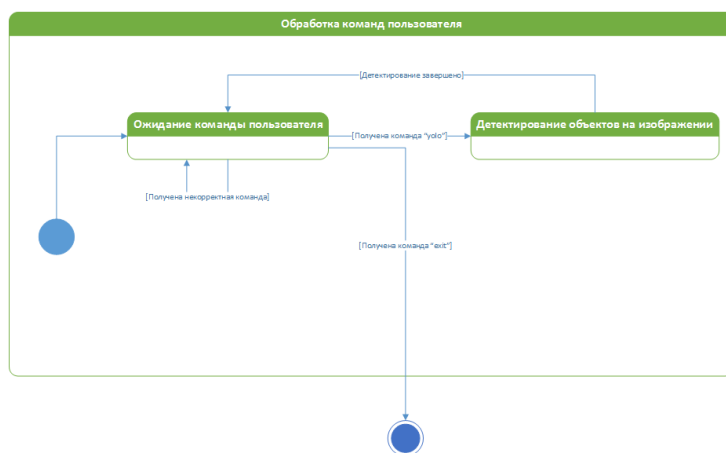 Обработка команд пользователя
[Детектирование завершено]
Ожидание команды пользователя
[Получена команда "yolo"]
Детектирование объектов на изображении
[Получена некорректная команда]
[Получена команда "exit"]